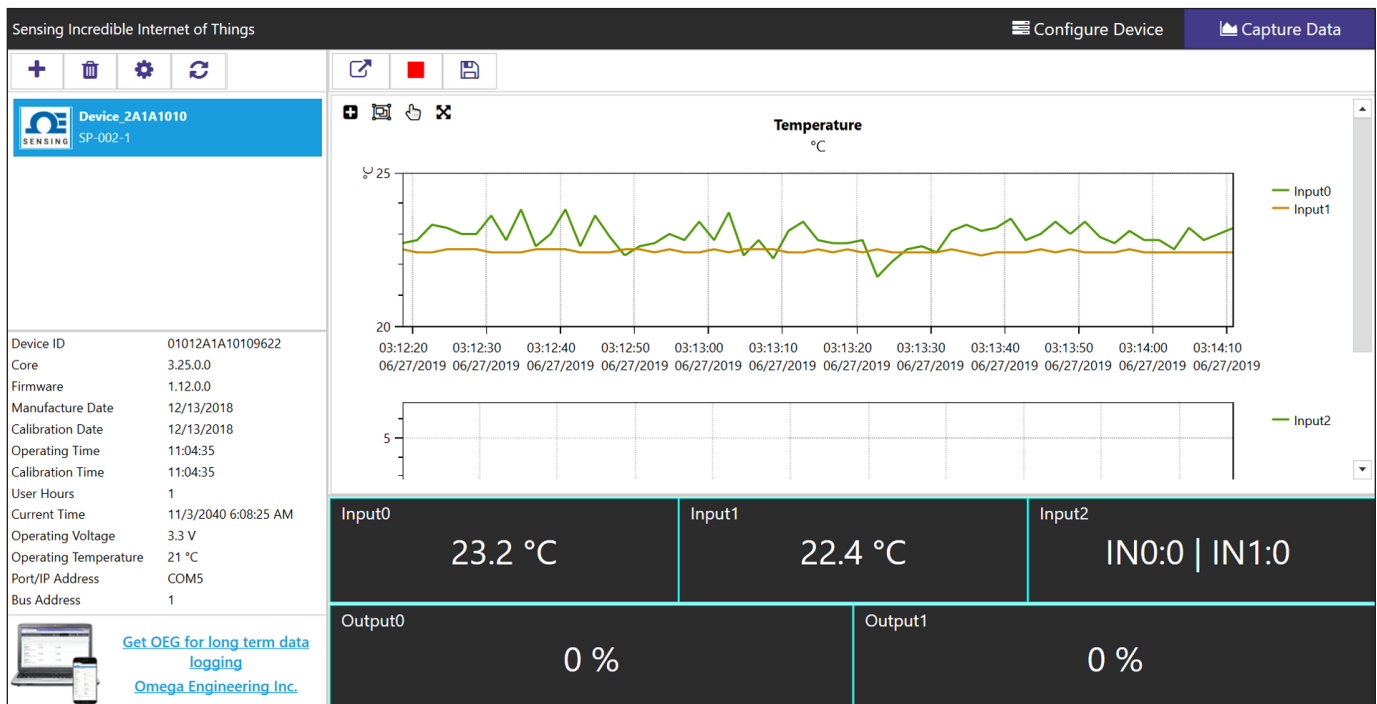 Sensing Incredible Internet of Things
Configure Device
Capture Data
SENSING
Device_2A1A1010
SP-002-1
Device ID 01012A1A10109622
Core 3.25.0.0
Firmware 1.12.0.0
Manufacture Date 12/13/2018
Calibration Date 12/13/2018
Operating Time 11:04:35
Calibration Time 11:04:35
User Hours 1
Current Time 11/3/2040 6:08:25 AM
Operating Voltage 3.3 V
Operating Temperature 21 °C
Port/IP Address COM5
Bus Address 1
Get OEG for long term data
logging
Omega Engineering Inc.
Temperature
°C
°C
25
20
Input0
Input1
03:12:20 03:12:30 03:12:40 03:12:50 03:13:00 03:13:10 03:13:20 03:13:30 03:13:40 03:13:50 03:14:00 03:14:10
06/27/2019 06/27/2019 06/27/2019 06/27/2019 06/27/2019 06/27/2019 06/27/2019 06/27/2019 06/27/2019 06/27/2019 06/27/2019 06/27/2019
5
Input2
Input0
23.2 °C
Input1
22.4 °C
Input2
IN0:0 | IN1:0
Output0
0 %
Output1
0 %